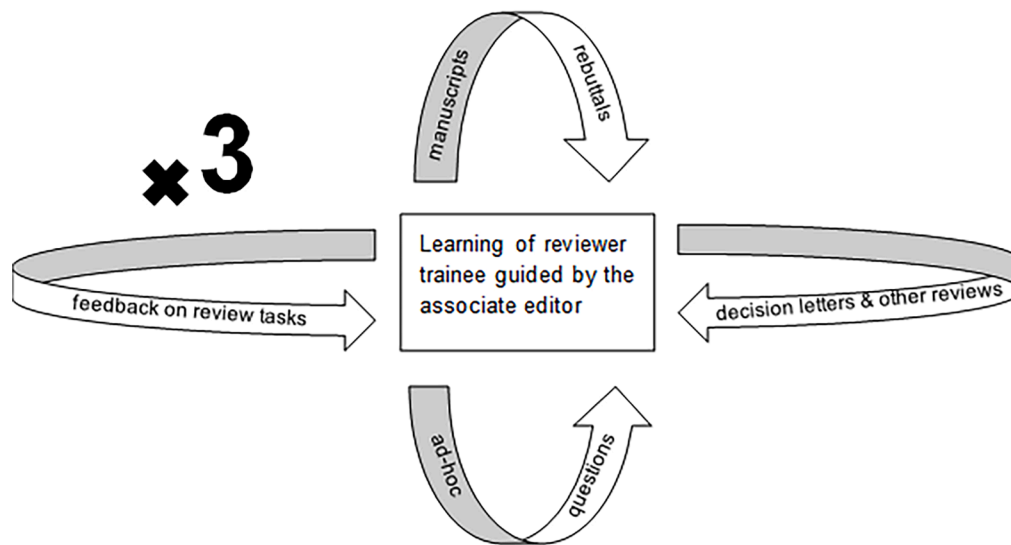 manuscripts
rebuttals
×3
Learning of reviewer
trainee guided by the
associate editor
feedback on review tasks
decision letters & other reviews
ad-hoc
questions